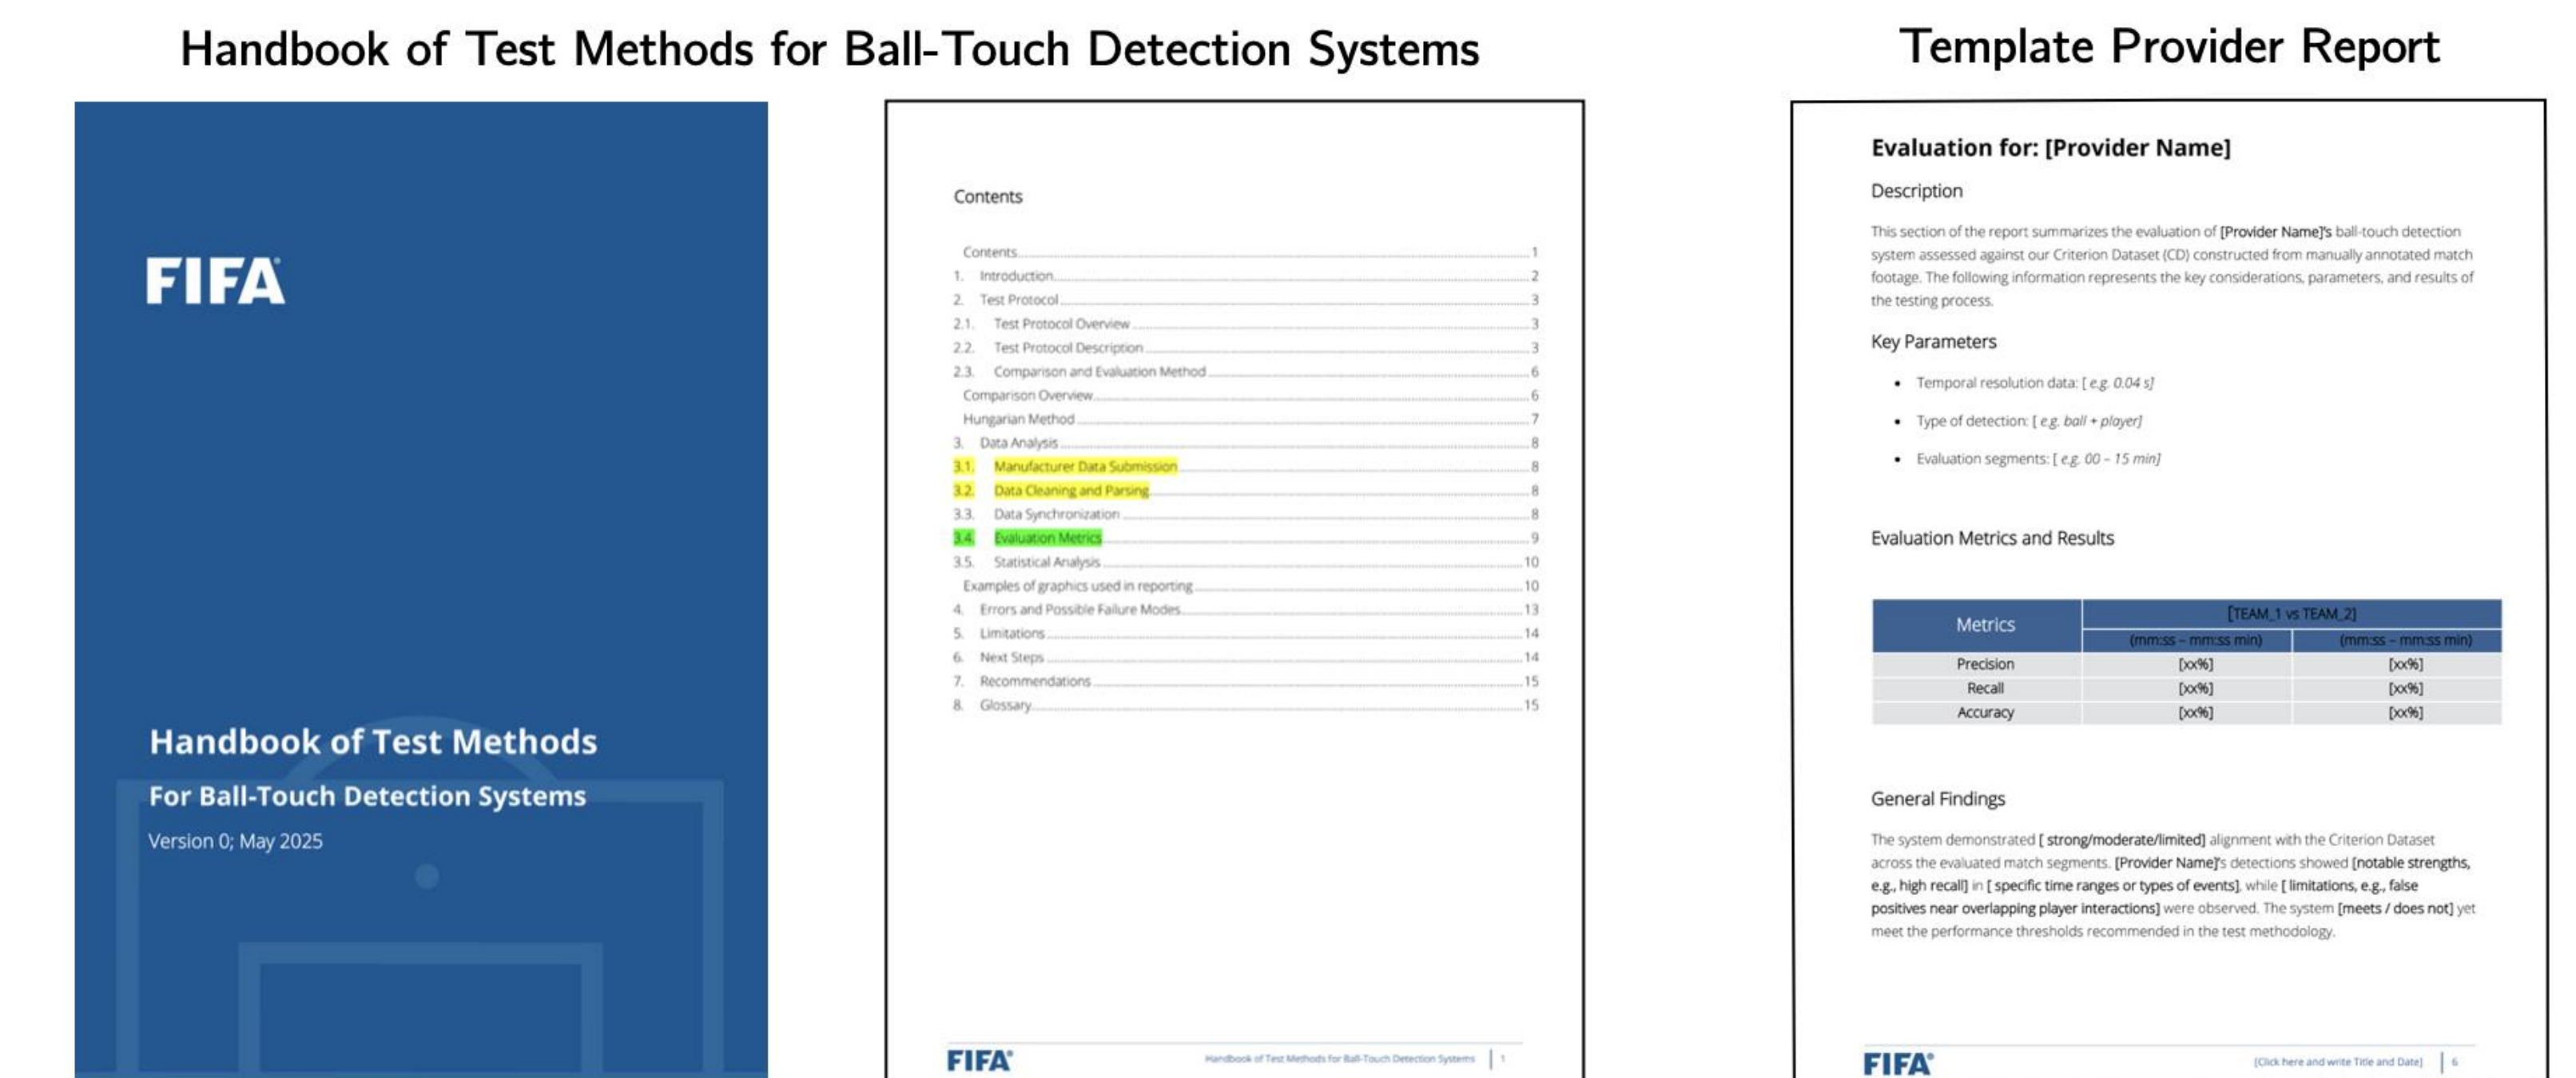 Handbook of Test Methods for Ball-Touch Detection Systems
FIFA
Handbook of Test Methods
For Ball-Touch Detection Systems
Version 0; May 2025
Contents
Contents 1
1. Introduction 2
2. Test Protocol 3
2.1. Test Protocol Overview 3
2.2. Test Protocol Description 3
2.3. Comparison and Evaluation Method 6
Comparison Overview 6
Hungarian Method 7
3. Data Analysis 8
3.1. Manufacturer Data Submission 8
3.2. Data Cleaning and Parsing 8
3.3. Data Synchronization 8
3.4. Evaluation Metrics 9
3.5. Statistical Analysis 10
Examples of graphics used in reporting 10
4. Errors and Possible Failure Modes 13
5. Limitations 14
6. Next Steps 14
7. Recommendations 15
8. Glossary 15
FIFA Handbook of Test Methods for Ball-Touch Detection Systems 1
Template Provider Report
Evaluation for: [Provider Name]
Description
This section of the report summarizes the evaluation of [Provider Name]'s ball-touch detection
system assessed against our Criterion Dataset (CD) constructed from manually annotated match
footage. The following information represents the key considerations, parameters, and results of
the testing process.
Key Parameters
• Temporal resolution data: [ e.g. 0.04 s]
• Type of detection: [ e.g. ball + player]
• Evaluation segments: [ e.g. 00 – 15 min]
Evaluation Metrics and Results
Metrics [TEAM_1 vs TEAM_2]
(mm:ss – mm:ss min) (mm:ss – mm:ss min)
Precision [xx%] [xx%]
Recall [xx%] [xx%]
Accuracy [xx%] [xx%]
General Findings
The system demonstrated [ strong/moderate/limited] alignment with the Criterion Dataset
across the evaluated match segments. [Provider Name]'s detections showed [notable strengths,
e.g., high recall] in [ specific time ranges or types of events], while [ limitations, e.g., false
positives near overlapping player interactions] were observed. The system [meets / does not] yet
meet the performance thresholds recommended in the test methodology.
FIFA [Click here and write Title and Date] 6